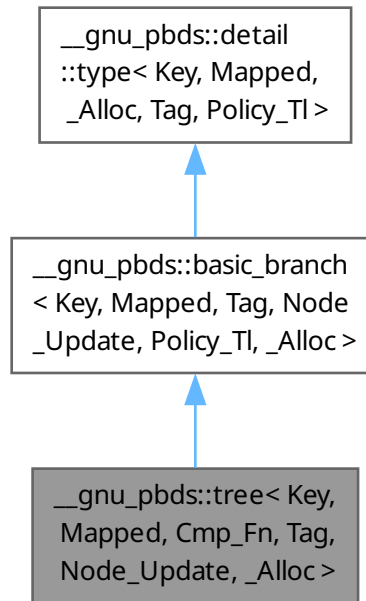 __gnu_pbds::detail
::type< Key, Mapped,
_Alloc, Tag, Policy_Tl >
__gnu_pbds::basic_branch
< Key, Mapped, Tag, Node
_Update, Policy_Tl, _Alloc >
__gnu_pbds::tree< Key,
Mapped, Cmp_Fn, Tag,
Node_Update, _Alloc >